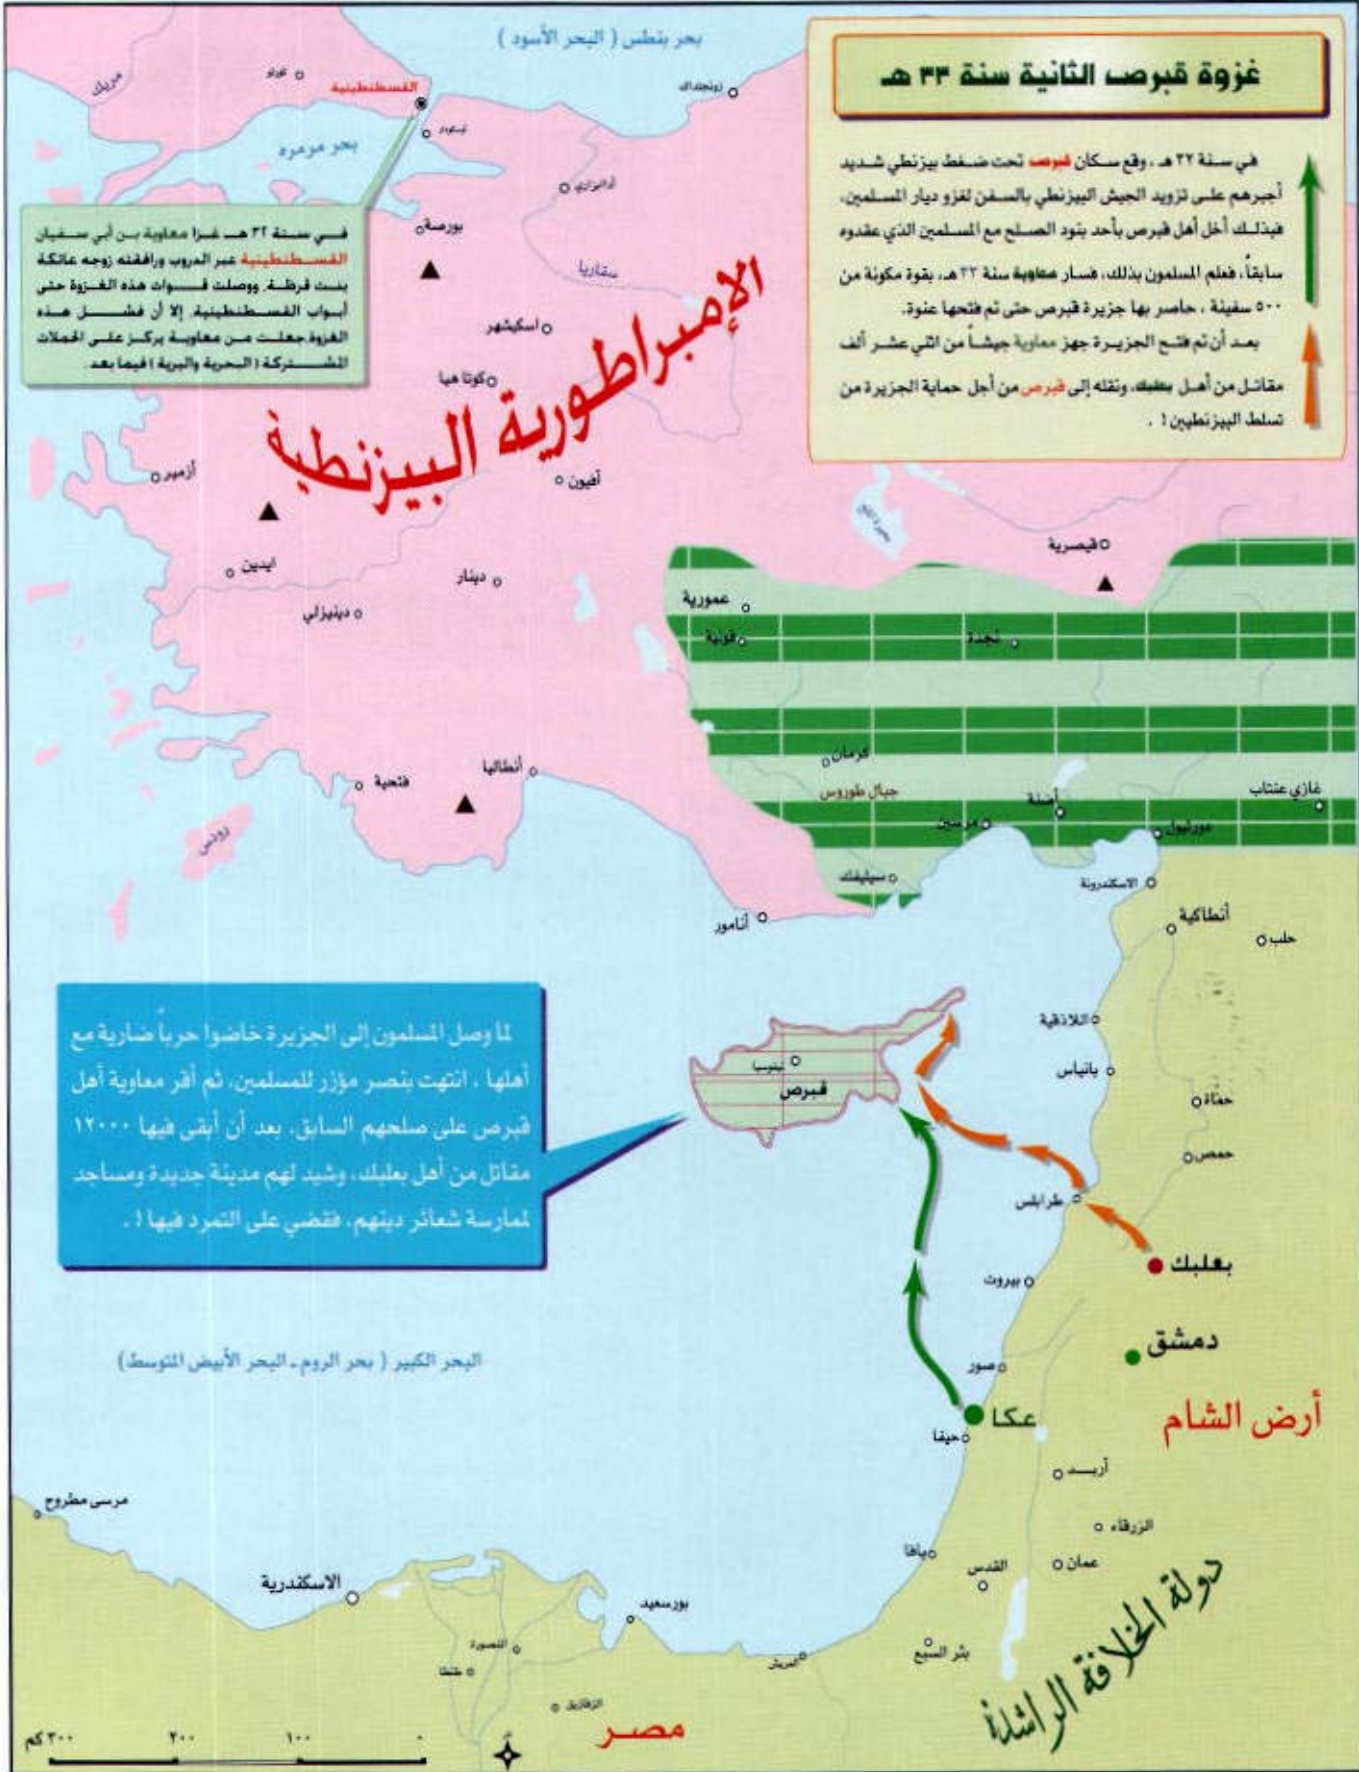 بحر بنطس ( البحر الأسود )
غزوة قبرص الثانية سنة ٣٣ هـ
في سنة ٣٢ هـ ، وقع سكان قبرص تحت ضغط بيزنطي شديد
أجبرهم على تزويد الجيش البيزنطي بالسفن لغزو ديار المسلمين،
فبذلك أخل أهل قبرص بأحد بنود الصلح مع المسلمين الذي عقدوه
سابقاً، فعلم المسلمون بذلك، فسار معاوية سنة ٣٣ هـ، بقوة مكونة من
٥٠٠ سفينة ، حاصر بها جزيرة قبرص حتى تم فتحها عنوة.
بعد أن تم فتح الجزيرة جهز معاوية جيشاً من اثني عشر ألف
مقاتل من أهل بعلبك، ونقله إلى قبرص من أجل حماية الجزيرة من
تسلط البيزنطيين ! .
مريك
تورلو
القسطنطينية
زونجداك
بحر مرمره
أدابزاري
بورصة
سقاريا
في سنة ٣٢ هـ غزا معاوية بن أبي سفيان
القسطنطينية عبر الدروب ورافقته زوجه عاتكة
بنت قرظة، ووصلت قوات هذه الغزوة حتى
أبواب القسطنطينية، إلا أن فشل هذه
الغزوة جعلت من معاوية يركز على الحملات
المشتركة ( البحرية والبرية ) فيما بعد .
اسكيشهر
كوتاهيا
الإمبراطورية البيزنطية
أزمير
أفيون
قيصرية
ايدين
دينار
دينيزلي
عمورية
قونية
نجدة
كرمان
جبال طوروس
أنطاليا
فتحية
أضنة
غازي عنتاب
مرسين
دورتيول
رودس
سيليفك
الاسكندرونة
أنامور
أنطاكية
حلب
لما وصل المسلمون إلى الجزيرة خاضوا حرباً ضارية مع
أهلها ، انتهت بنصر مؤزر للمسلمين، ثم أقر معاوية أهل
قبرص على صلحهم السابق، بعد أن أبقى فيها ١٢٠٠٠
مقاتل من أهل بعلبك، وشيد لهم مدينة جديدة ومساجد
لممارسة شعائر دينهم، فقضي على التمرد فيها ! .
اللاذقية
نيقوسيا
قبرص
بانياس
حماة
حمص
طرابلس
بعلبك
بيروت
دمشق
البحر الكبير ( بحر الروم ـ البحر الأبيض المتوسط )
صور
عكا
أرض الشام
حيفا
أربد
مرسى مطروح
الزرقاء
يافا
القدس
عمان
الاسكندرية
بورسعيد
دولة الخلافة الراشدة
المنصورة
طنطا
العريش
بئر السبع
الزقازيق
مصر
٣٠٠ كم ٢٠٠ ١٠٠ ٠